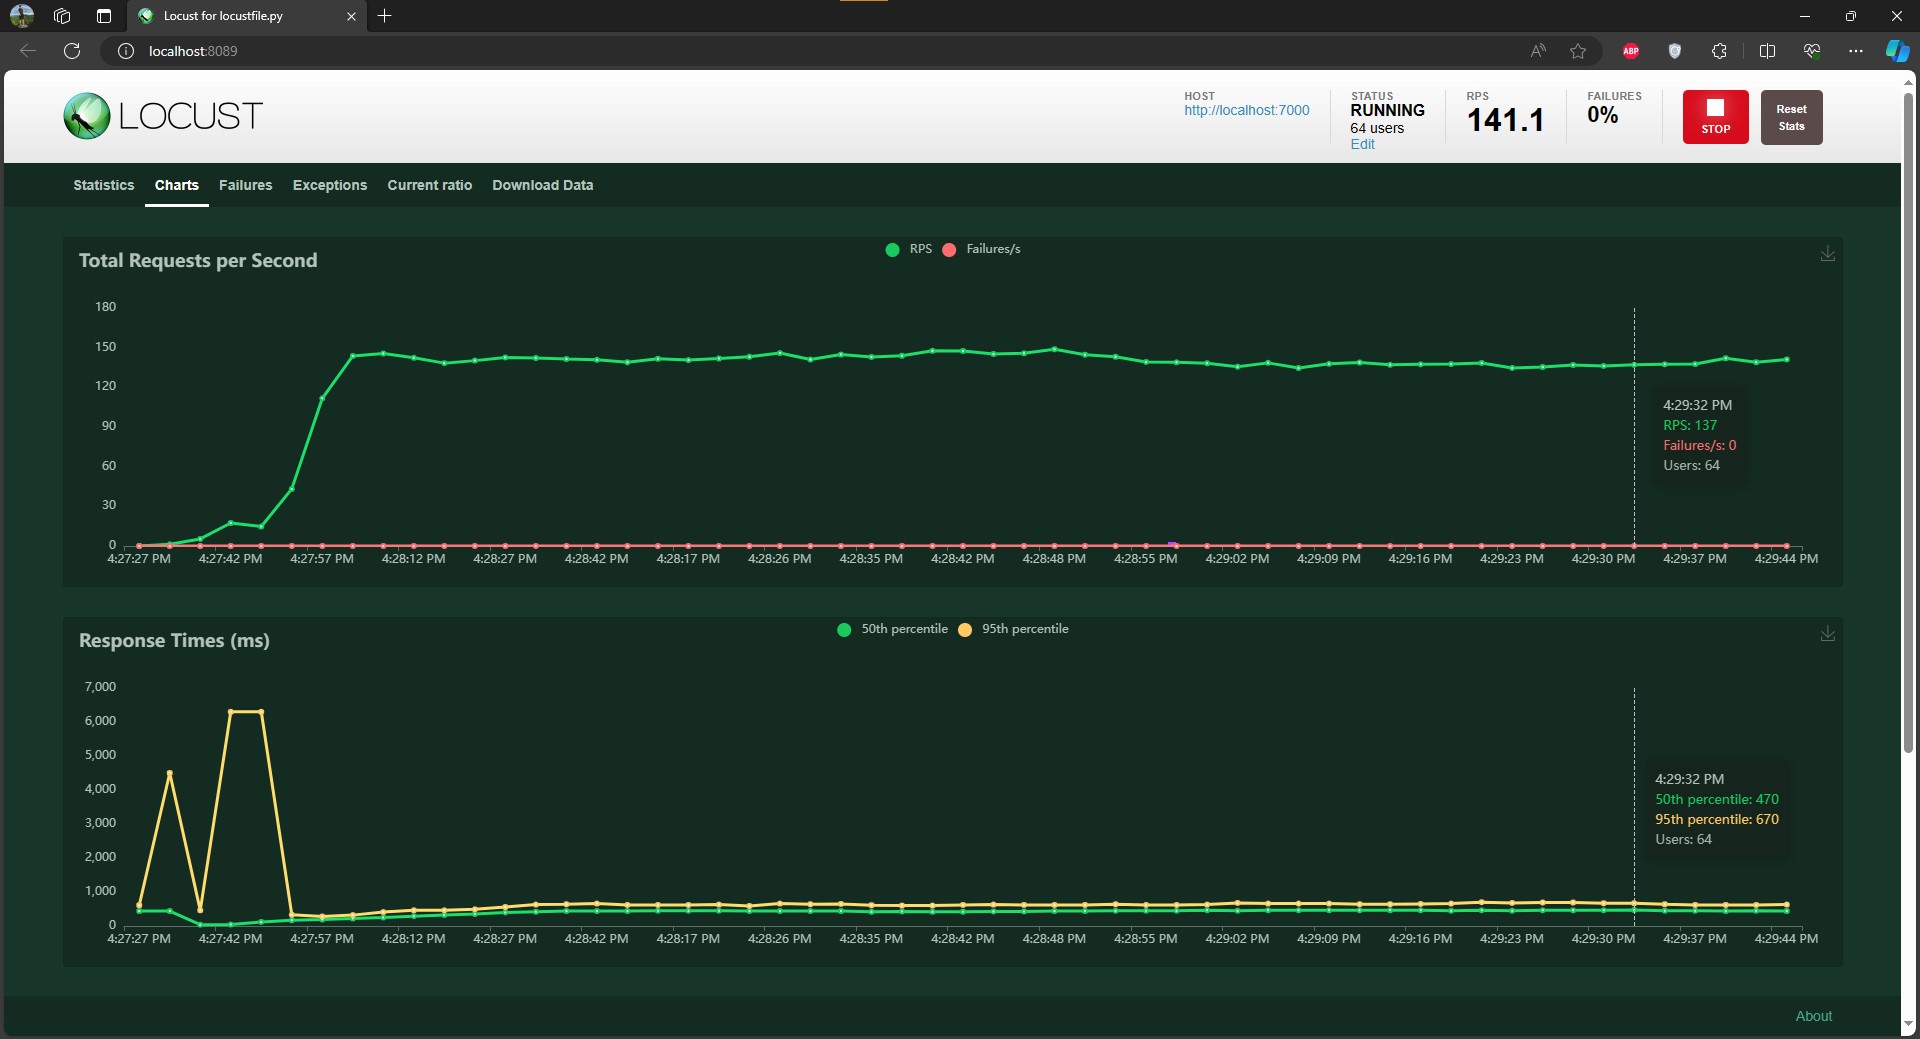 Locust for locustfile.py
localhost:8089
ABP
LOCUST
HOST
http://localhost:7000
STATUS
RUNNING
64 users
Edit
RPS
141.1
FAILURES
0%
STOP
Reset
Stats
Statistics Charts Failures Exceptions Current ratio Download Data
Total Requests per Second
RPS Failures/s
180
150
120
90
60
30
0
4:29:32 PM
RPS: 137
Failures/s: 0
Users: 64
4:27:27 PM 4:27:42 PM 4:27:57 PM 4:28:12 PM 4:28:27 PM 4:28:42 PM 4:28:17 PM 4:28:26 PM 4:28:35 PM 4:28:42 PM 4:28:48 PM 4:28:55 PM 4:29:02 PM 4:29:09 PM 4:29:16 PM 4:29:23 PM 4:29:30 PM 4:29:37 PM 4:29:44 PM
Response Times (ms)
50th percentile 95th percentile
7,000
6,000
5,000
4,000
3,000
2,000
1,000
0
4:29:32 PM
50th percentile: 470
95th percentile: 670
Users: 64
4:27:27 PM 4:27:42 PM 4:27:57 PM 4:28:12 PM 4:28:27 PM 4:28:42 PM 4:28:17 PM 4:28:26 PM 4:28:35 PM 4:28:42 PM 4:28:48 PM 4:28:55 PM 4:29:02 PM 4:29:09 PM 4:29:16 PM 4:29:23 PM 4:29:30 PM 4:29:37 PM 4:29:44 PM
About